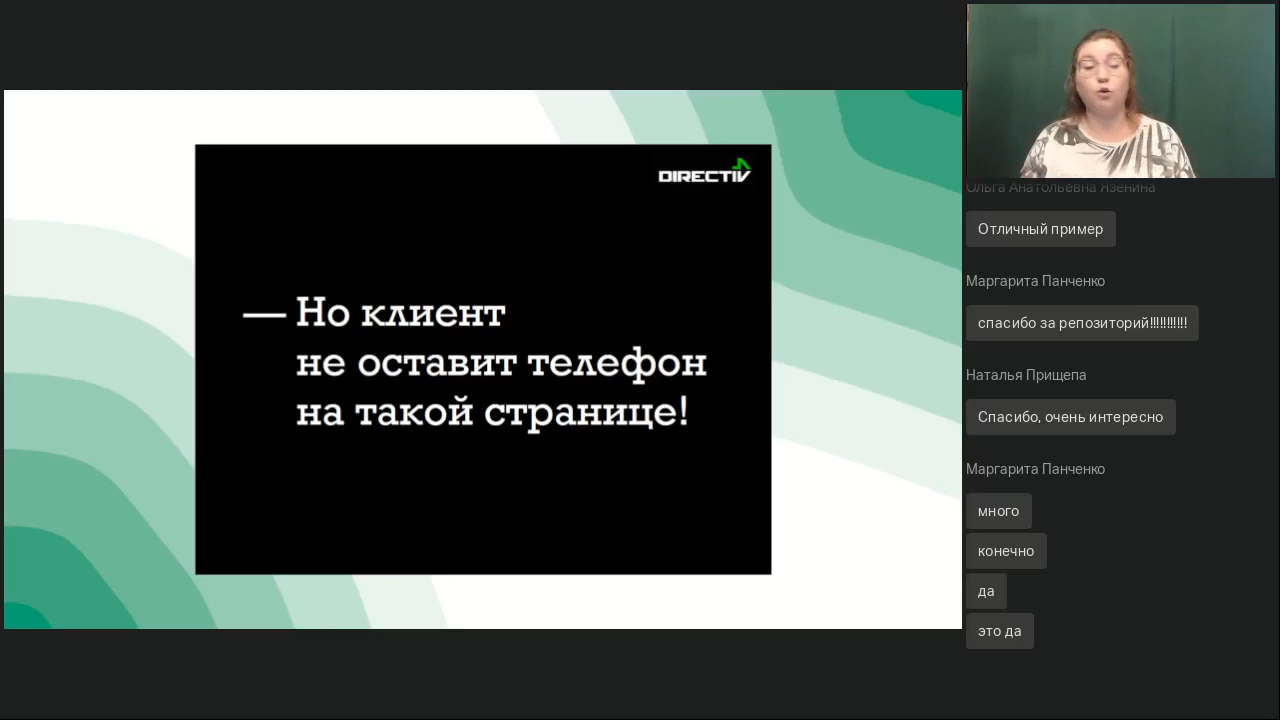 DIRECTIV
— Но клиент
не оставит телефон
на такой странице!
Ольга Анатольевна Язенина
Отличный пример
Маргарита Панченко
спасибо за репозиторий!!!!!!!!!!!
Наталья Прищепа
Спасибо, очень интересно
Маргарита Панченко
много
конечно
да
это да